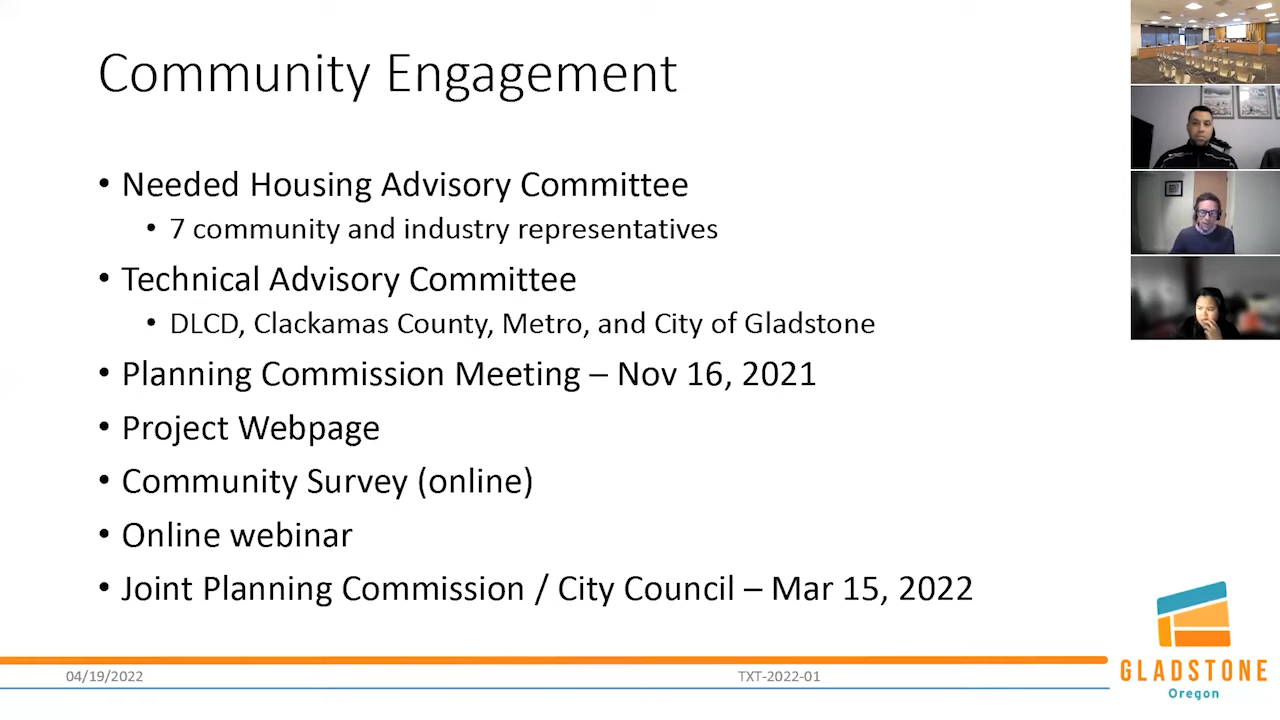 Community Engagement
• Needed Housing Advisory Committee
• 7 community and industry representatives
• Technical Advisory Committee
• DLCD, Clackamas County, Metro, and City of Gladstone
• Planning Commission Meeting – Nov 16, 2021
• Project Webpage
• Community Survey (online)
• Online webinar
• Joint Planning Commission / City Council – Mar 15, 2022
04/19/2022
TXT-2022-01
GLADSTONE
Oregon